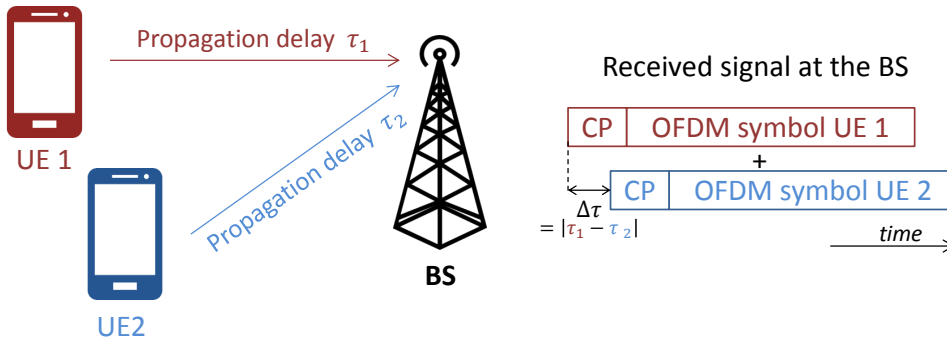 Propagation delay τ₁
UE 1
Propagation delay τ₂
UE2
BS
Received signal at the BS
CP OFDM symbol UE 1
+
CP OFDM symbol UE 2
Δτ
= |τ₁ − τ ₂|
time